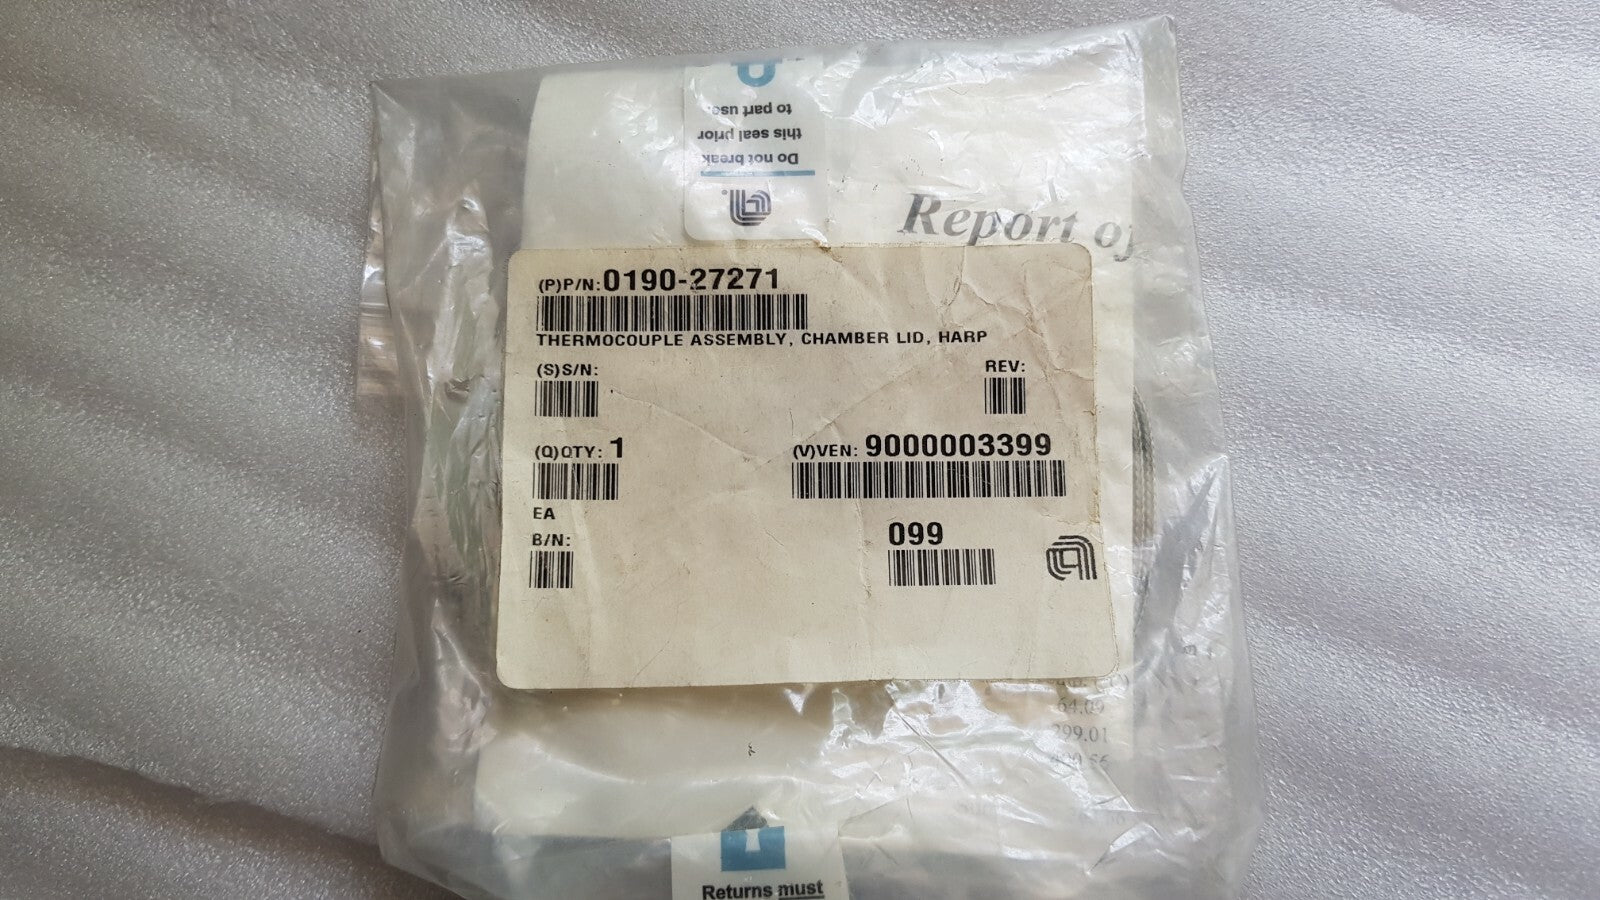 to part use.
this seal prior
Do not break
Report of
(P)P/N: 0190-27271
THERMOCOUPLE ASSEMBLY, CHAMBER LID, HARP
(S)S/N:
REV:
(Q)QTY: 1
(V)VEN: 9000003399
EA
B/N:
099
64.09
299.01
Returns must